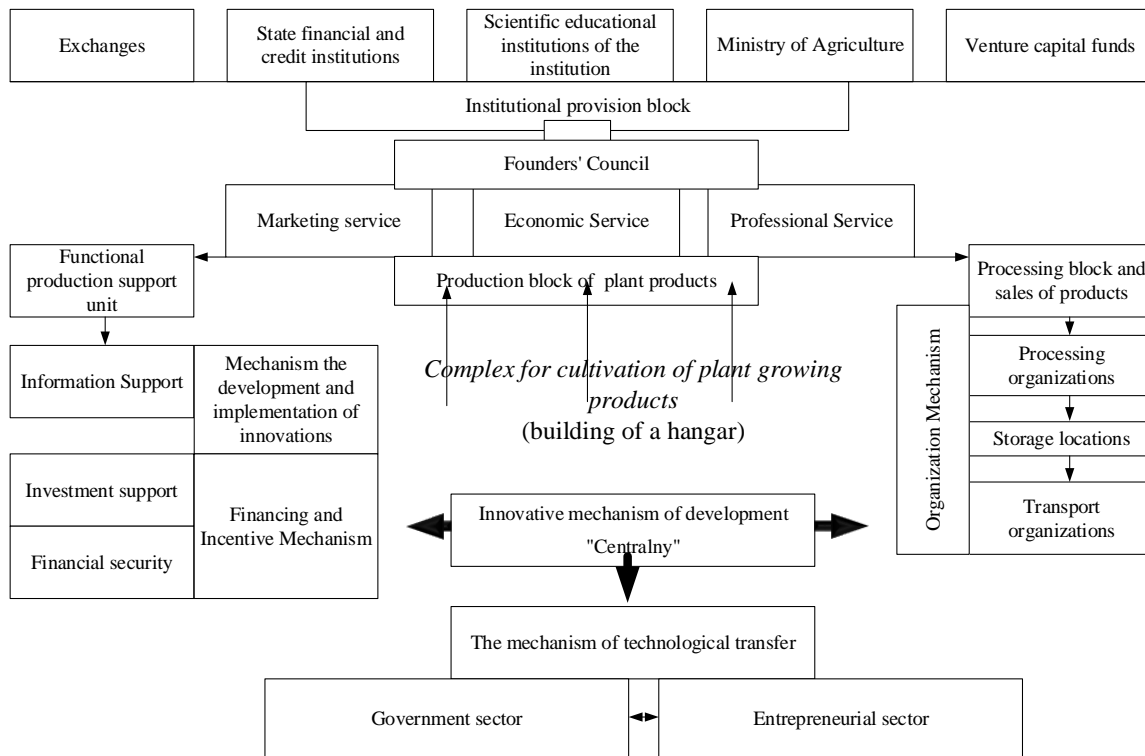 Exchanges
State financial and
credit institutions
Scientific educational
institutions of the
institution
Ministry of Agriculture
Venture capital funds
Institutional provision block
Founders' Council
Marketing service
Economic Service
Professional Service
Functional
production support
unit
Production block of plant products
Processing block and
sales of products
Information Support
Mechanism the
development and
implementation of
innovations
Complex for cultivation of plant growing
products
(building of a hangar)
Organization Mechanism
Processing
organizations
Storage locations
Transport
organizations
Investment support
Financial security
Financing and
Incentive Mechanism
Innovative mechanism of development
"Centralny"
The mechanism of technological transfer
Government sector
Entrepreneurial sector